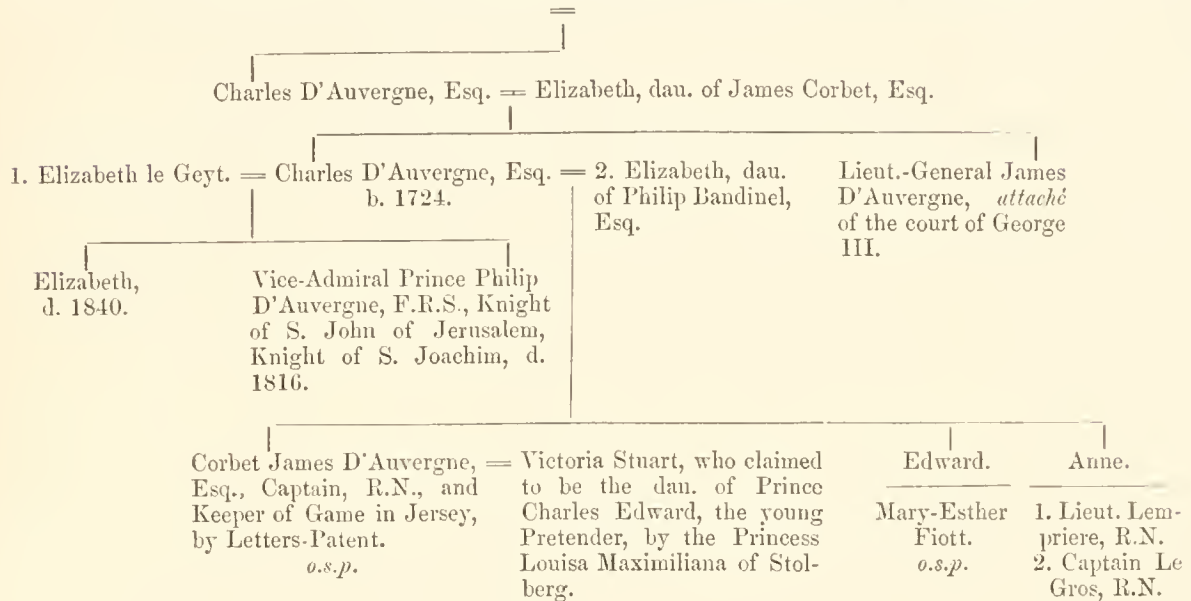 =
Charles D'Auvergne, Esq. = Elizabeth, dau. of James Corbet, Esq.
1. Elizabeth le Geyt. = Charles D'Auvergne, Esq. =
b. 1724.
2. Elizabeth, dau.
of Philip Bandinel,
Esq.
Lieut.-General James
D'Auvergne, attaché
of the court of George
III.
Elizabeth,
d. 1840.
Vice-Admiral Prince Philip
D'Auvergne, F.R.S., Knight
of S. John of Jerusalem,
Knight of S. Joachim, d.
1816.
Corbet James D'Auvergne, =
Esq., Captain, R.N., and
Keeper of Game in Jersey,
by Letters-Patent.
o.s.p.
Victoria Stuart, who claimed
to be the dau. of Prince
Charles Edward, the young
Pretender, by the Princess
Louisa Maximiliana of Stol-
berg.
Edward.
Mary-Esther
Fiott.
o.s.p.
Anne.
1. Lieut. Lem-
priere, R.N.
2. Captain Le
Gros, R.N.